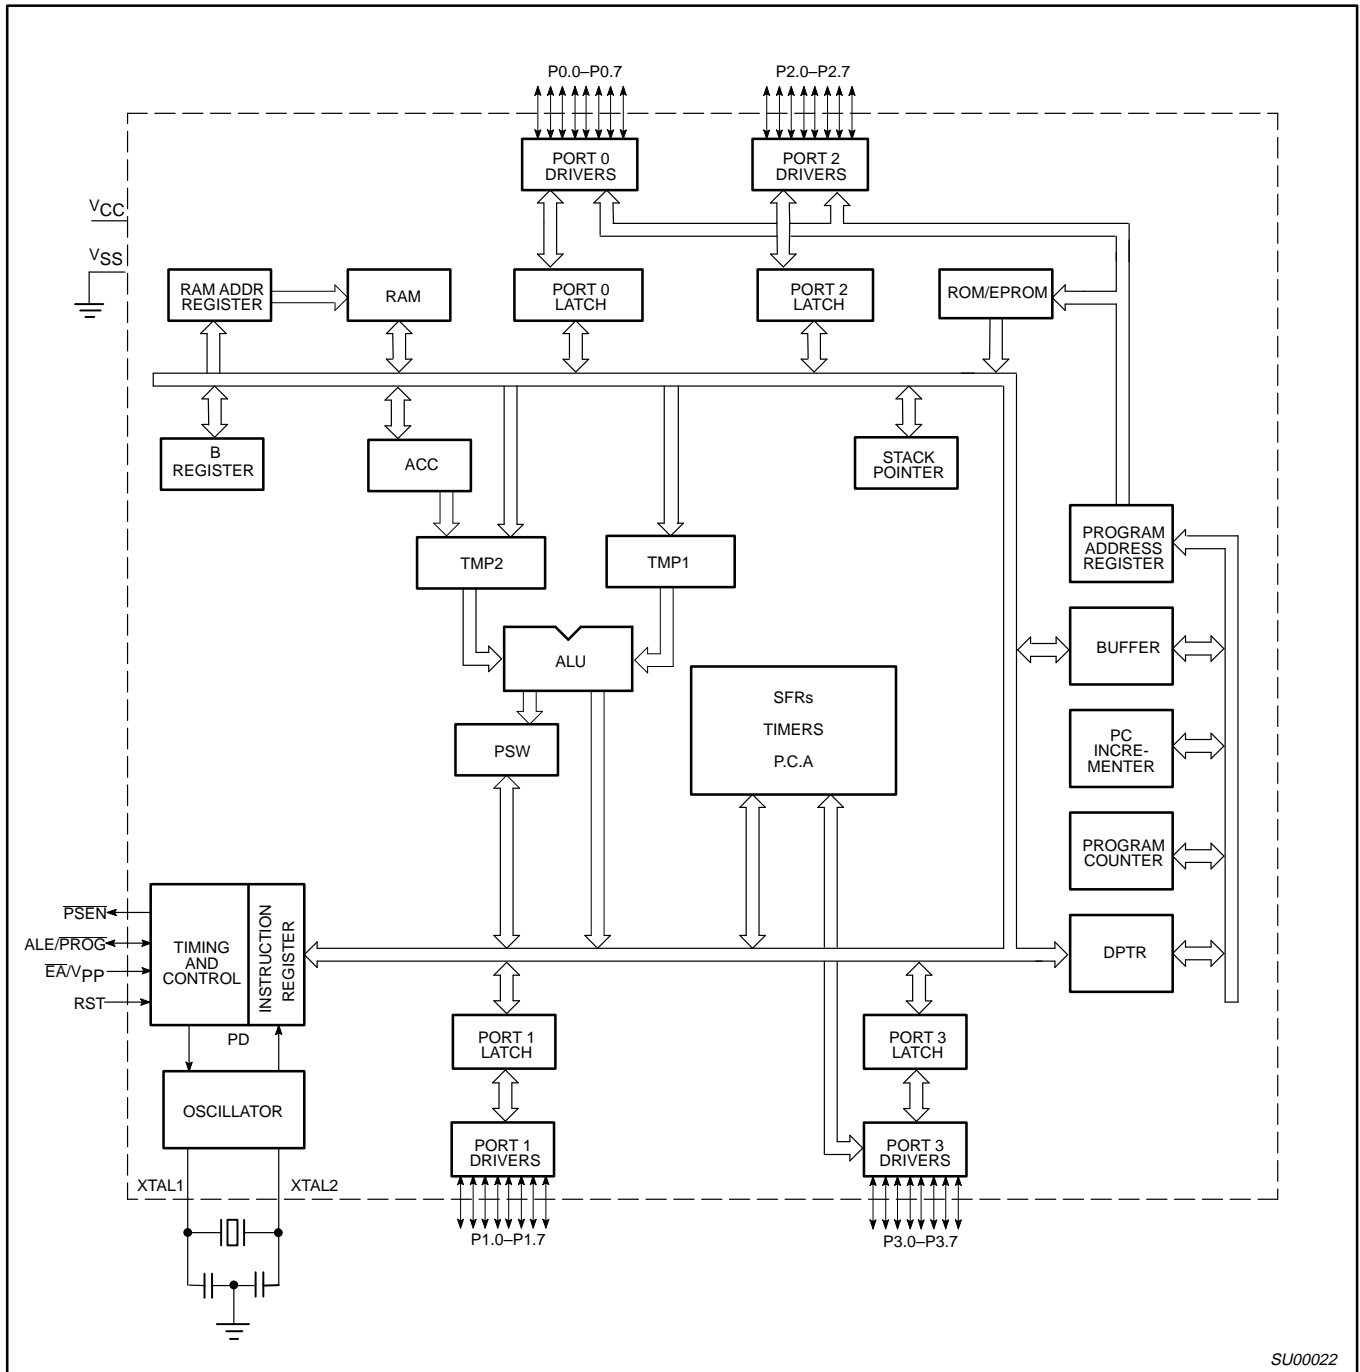 P0.0–P0.7
P2.0–P2.7
PORT 0
DRIVERS
PORT 2
DRIVERS
VCC
VSS
RAM ADDR
REGISTER
RAM
PORT 0
LATCH
PORT 2
LATCH
ROM/EPROM
B
REGISTER
ACC
STACK
POINTER
TMP2
TMP1
PROGRAM
ADDRESS
REGISTER
ALU
BUFFER
SFRs
TIMERS
P.C.A
PSW
PC
INCRE-
MENTER
PROGRAM
COUNTER
PSEN
ALE/PROG
EA/VPP
RST
TIMING
AND
CONTROL
INSTRUCTION
REGISTER
DPTR
PD
PORT 1
LATCH
PORT 3
LATCH
OSCILLATOR
PORT 1
DRIVERS
PORT 3
DRIVERS
XTAL1
XTAL2
P1.0–P1.7
P3.0–P3.7
SU00022